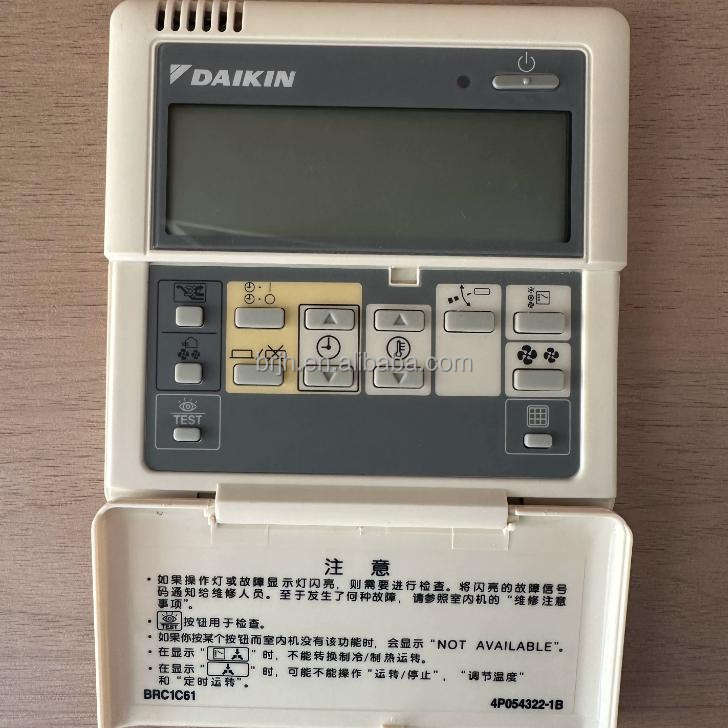 DAIKIN
TEST
brjh.en.alibaba.com
注 意
· 如果操作灯或故障显示灯闪亮，则需要进行检查。将闪亮的故障信号
码通知给维修人员。至于发生了何种故障，请参照室内机的 "维修注意
事项"。
· TEST 按钮用于检查。
· 如果你按某个按钮而室内机没有该功能时，会显示 "NOT AVAILABLE"。
· 在显示 " " 时，不能转换制冷/制热运转。
· 在显示 " " 时，可能不能操作 "运转/停止"，"调节温度"
和 "定时运转"。
BRC1C61 4P054322-1B